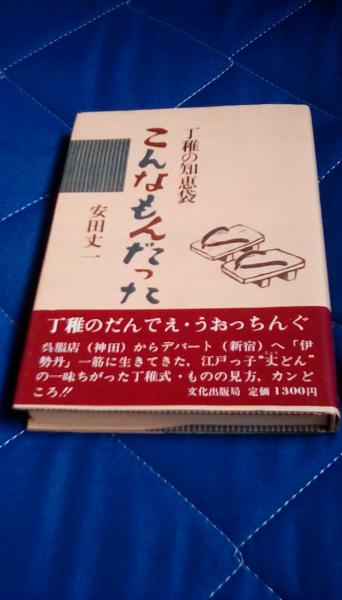 丁稚の知恵袋
こんなもんだった
安田丈一
丁稚のだんでぇ・うおっちんぐ
呉服店（神田）からデパート（新宿）へ「伊
勢丹」一筋に生きてきた，江戸っ子“丈どん”
の一味ちがった丁稚式・ものの見方、カンど
ころ!!
文化出版局 定価1300円